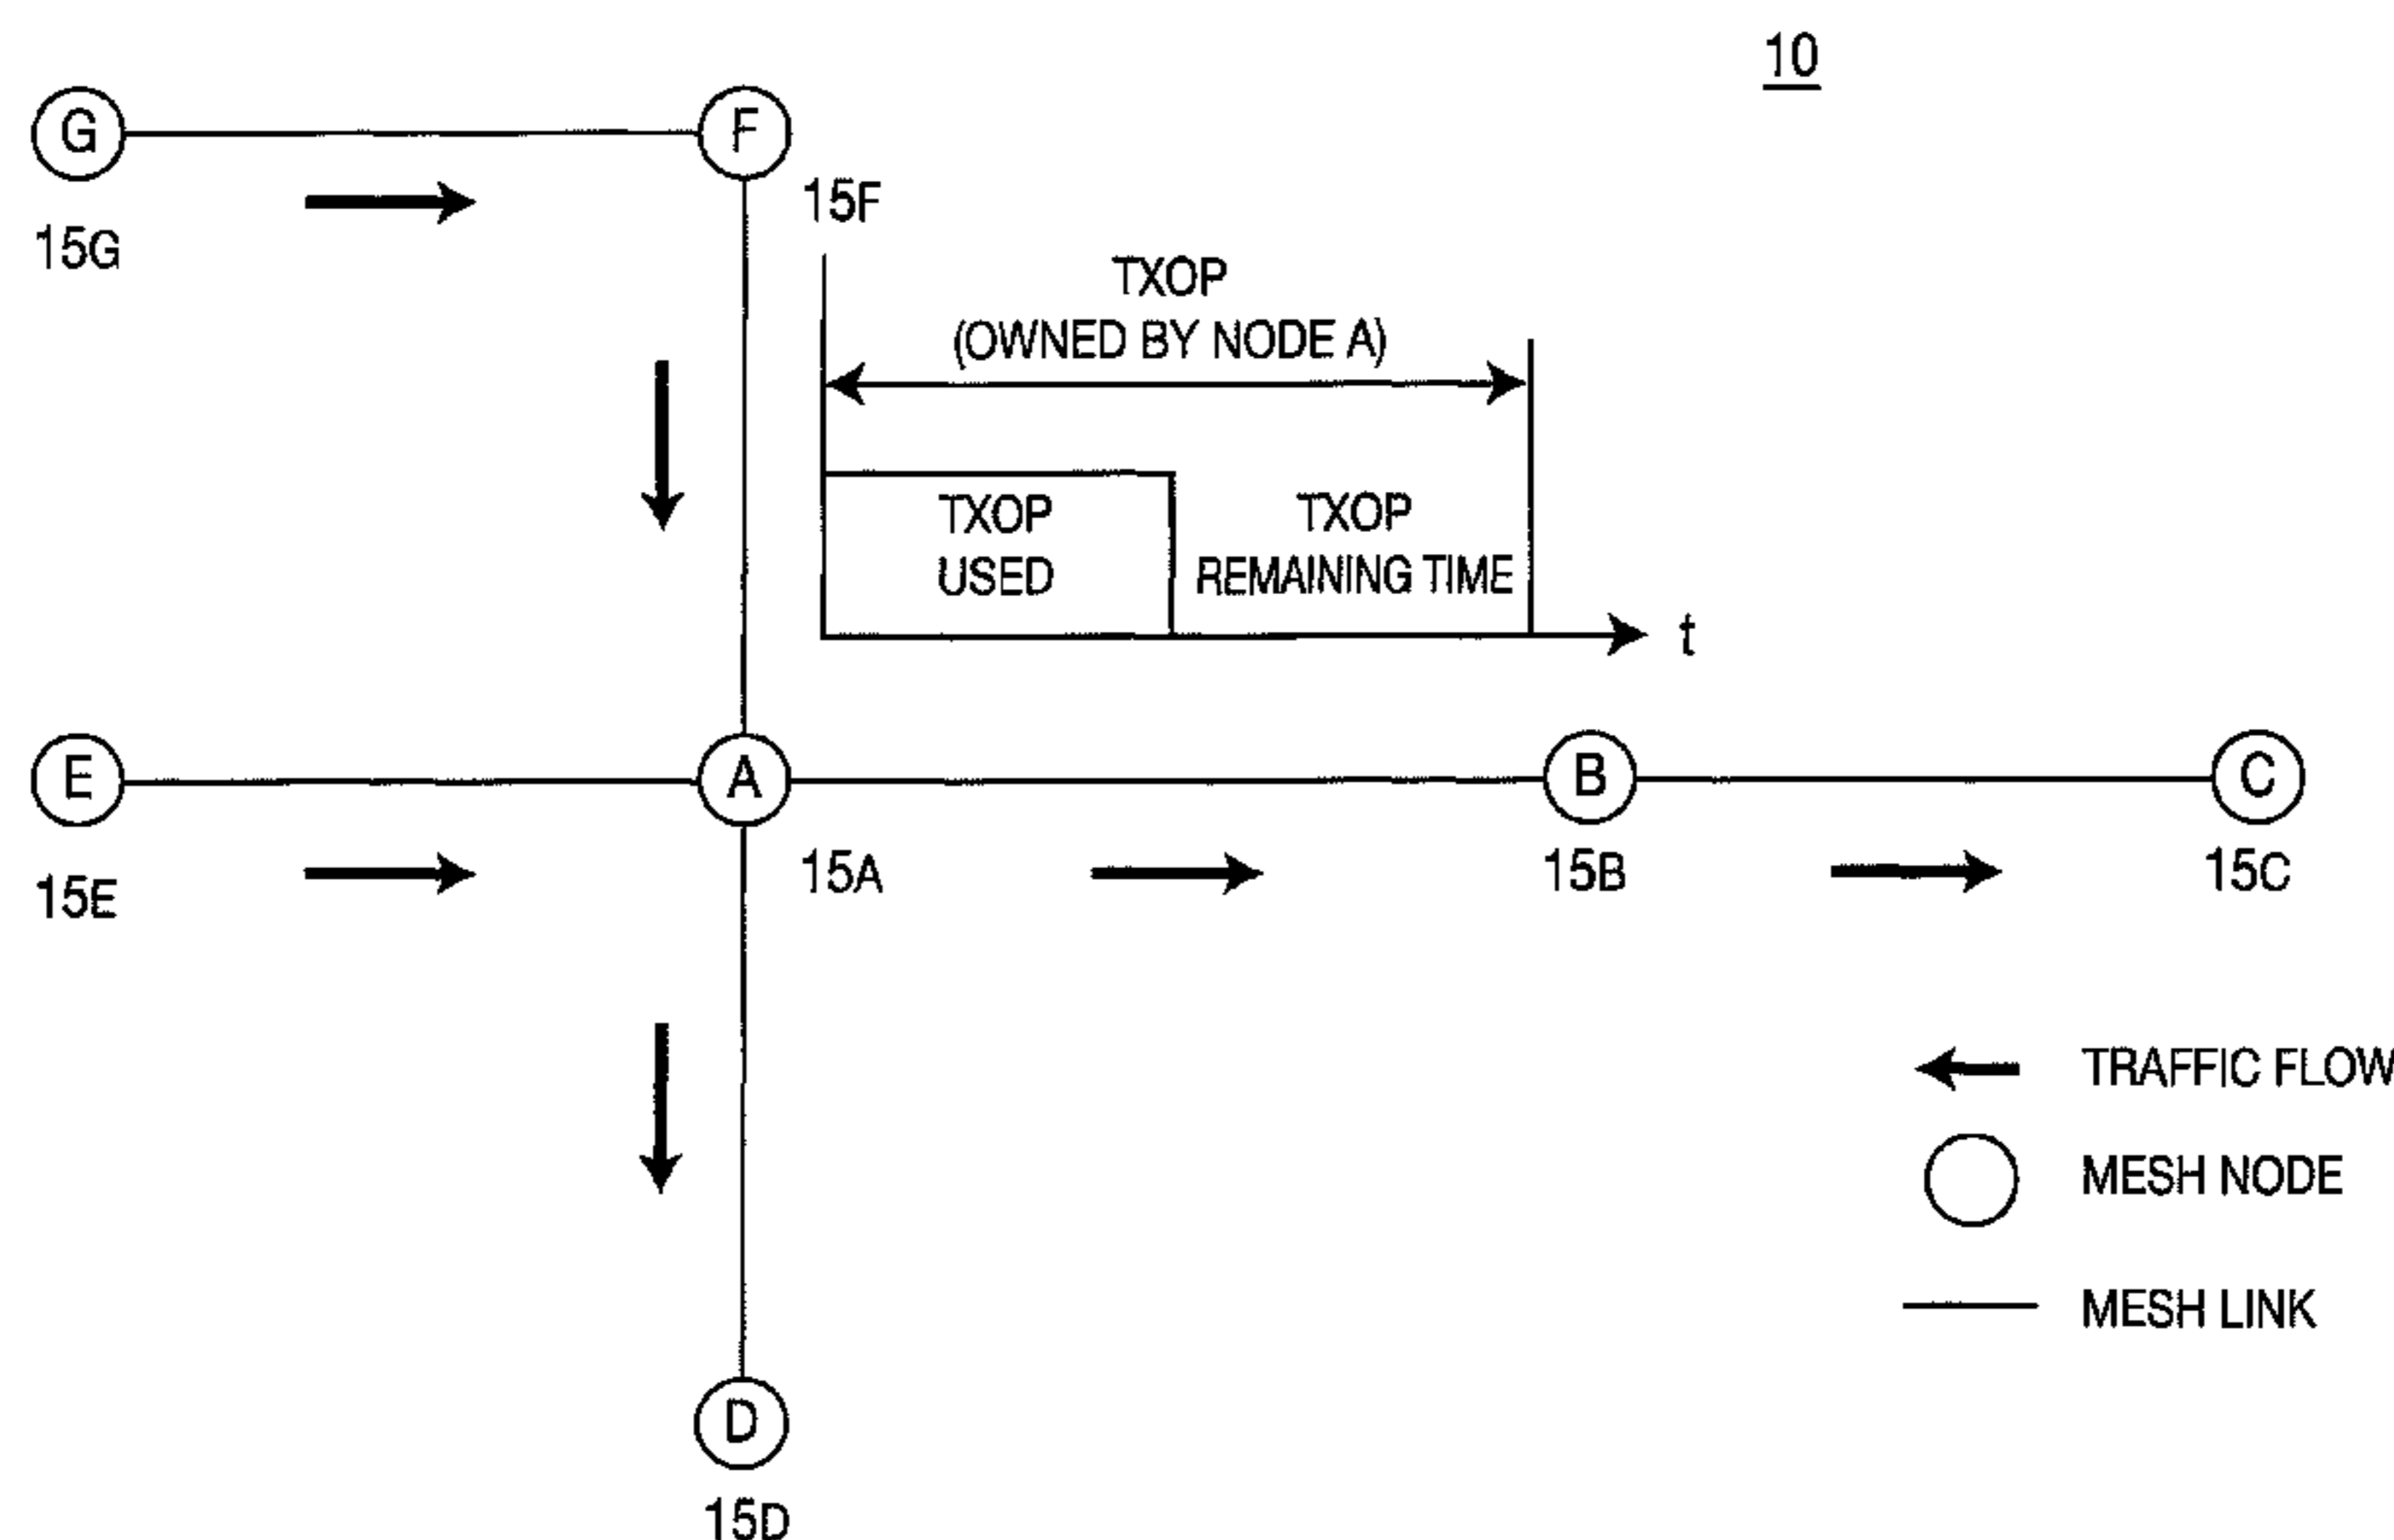 10
G
F
15G
15F
TXOP
(OWNED BY NODE A)
TXOP
USED
TXOP
REMAINING TIME
t
E
A
B
C
15E
15A
15B
15C
TRAFFIC FLOW
MESH NODE
MESH LINK
D
15D